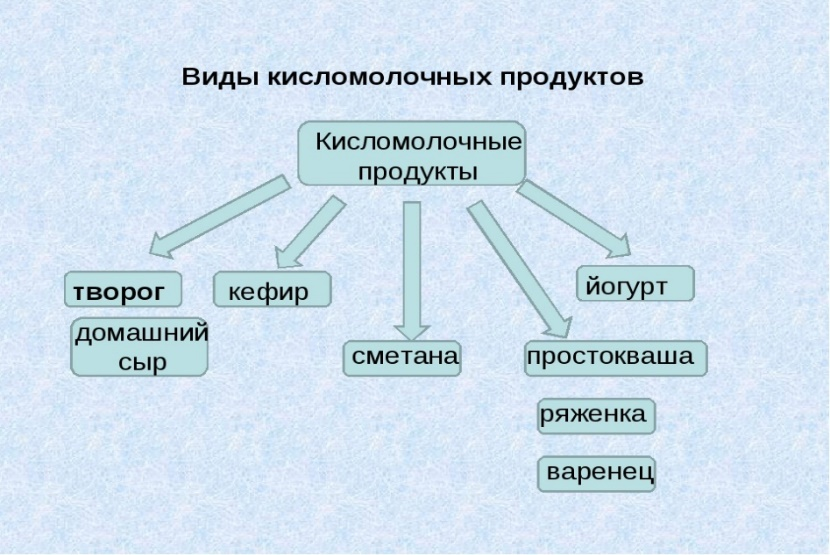 Виды кисломолочных продуктов
Кисломолочные
продукты
творог
кефир
йогурт
домашний
сыр
сметана
простокваша
ряженка
варенец